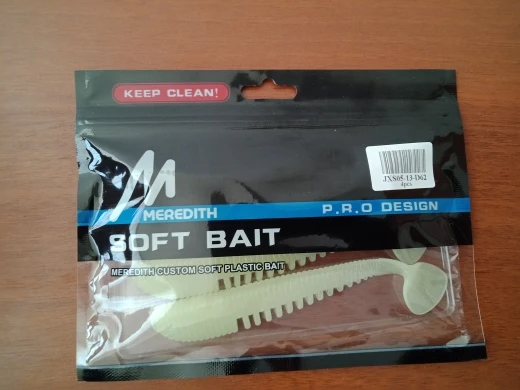 KEEP CLEAN!
JXS05-13-D62
4pcs
M
MEREDITH
P.R.O DESIGN
SOFT BAIT
MEREDITH CUSTOM SOFT PLASTIC BAIT